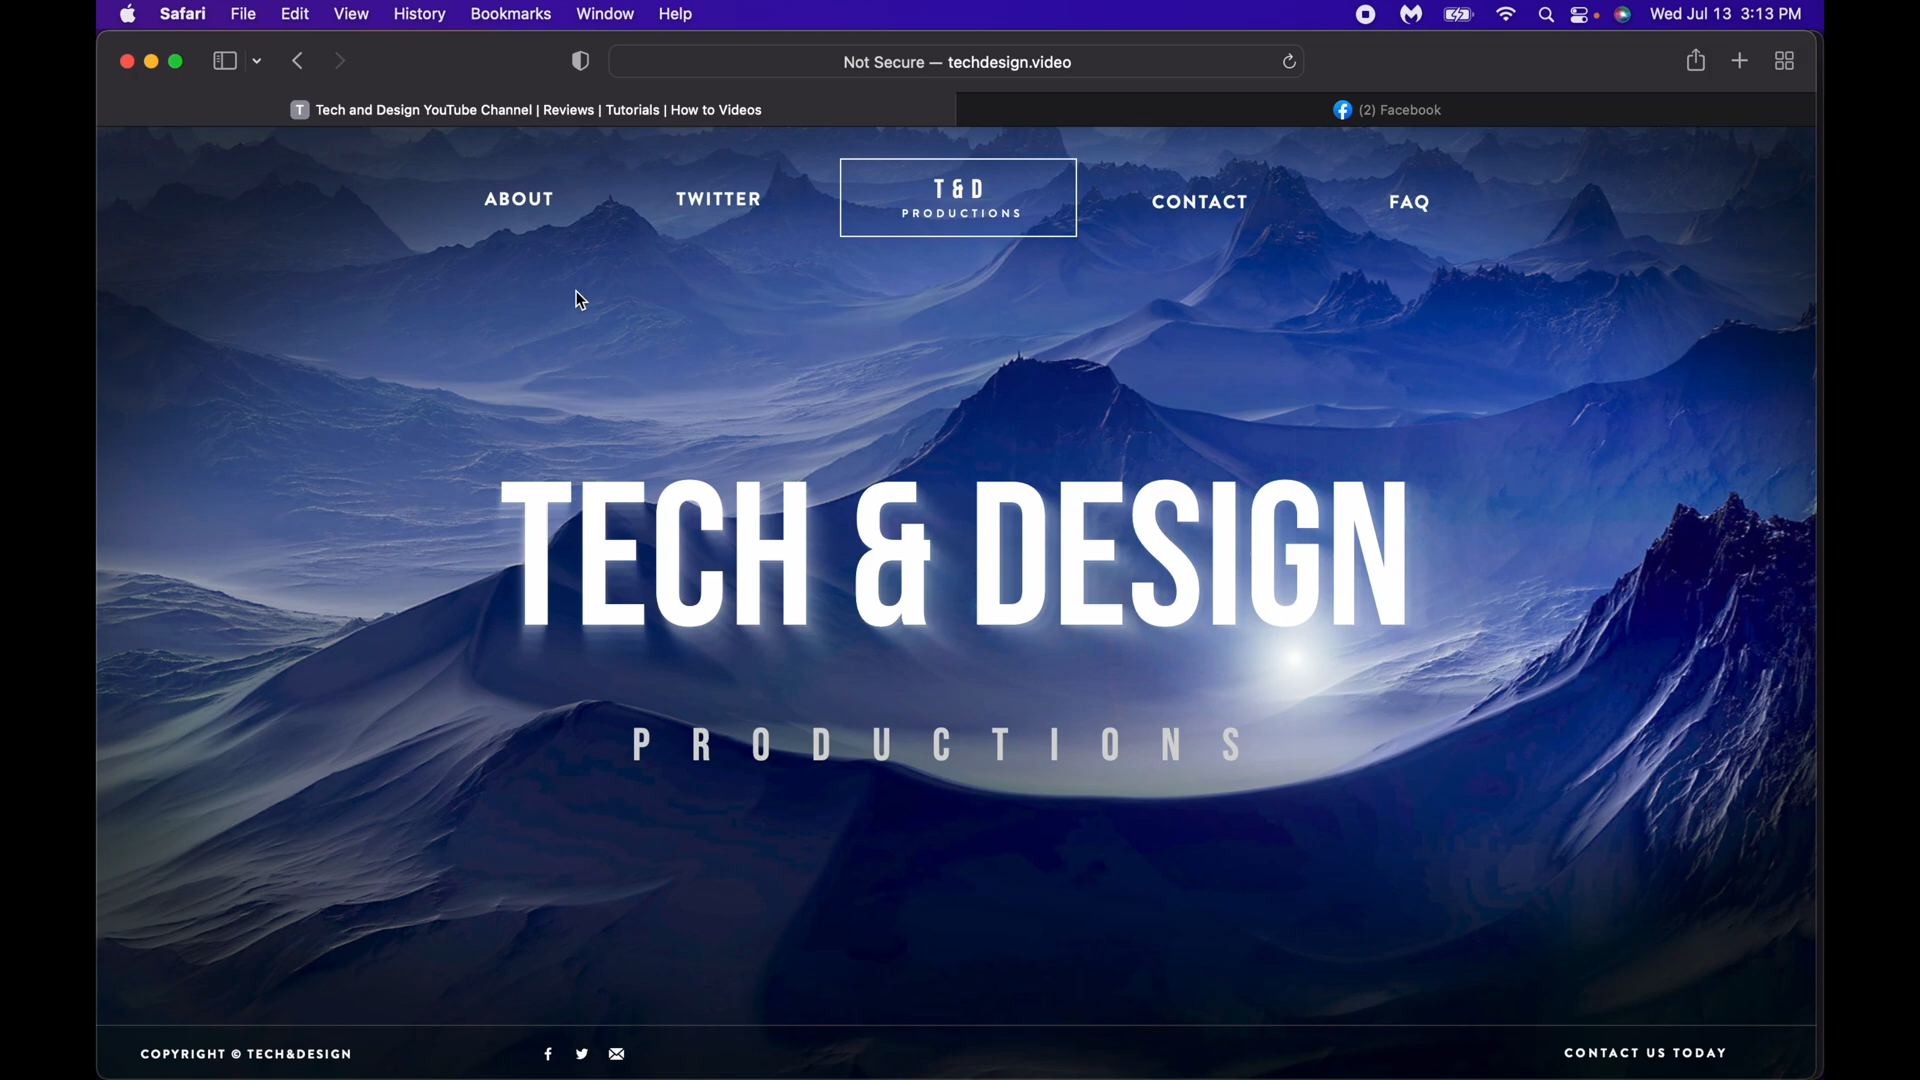 Safari File Edit View History Bookmarks Window Help Wed Jul 13 3:13 PM
Not Secure — techdesign.video
T Tech and Design YouTube Channel | Reviews | Tutorials | How to Videos
(2) Facebook
ABOUT TWITTER
T & D
PRODUCTIONS
CONTACT FAQ
TECH & DESIGN
PRODUCTIONS
COPYRIGHT © TECH&DESIGN
CONTACT US TODAY